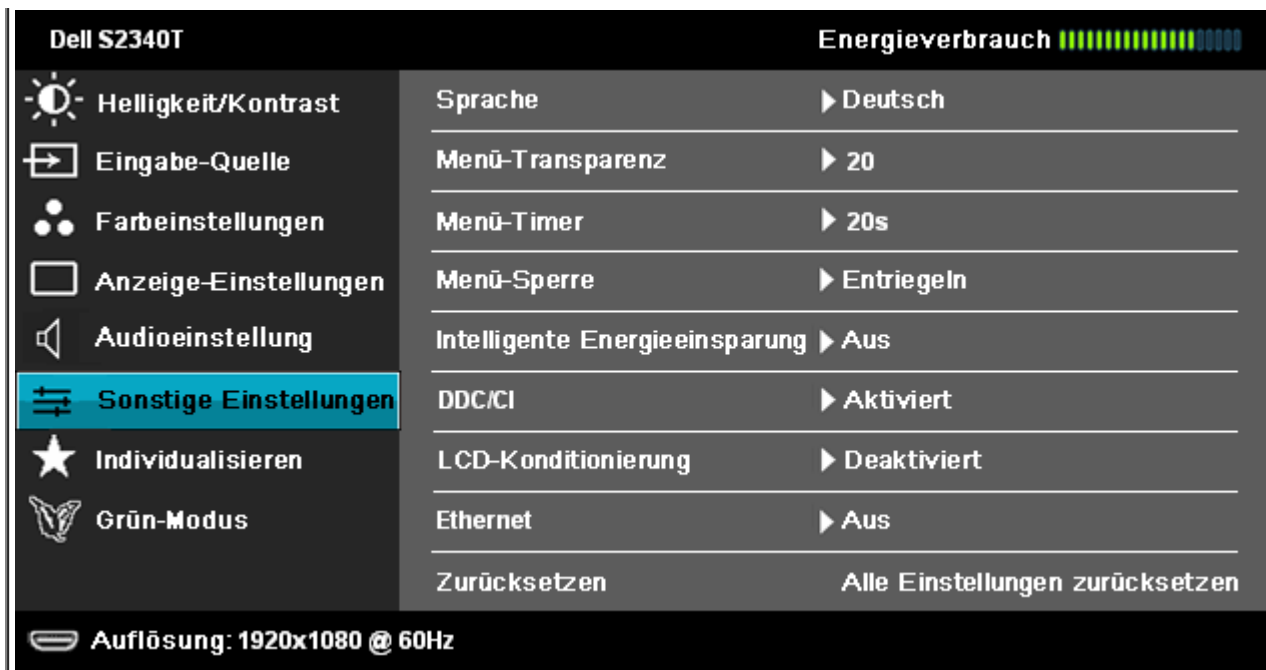 Dell S2340T Energieverbrauch
Helligkeit/Kontrast Sprache Deutsch
Eingabe-Quelle Menü-Transparenz 20
Farbeinstellungen Menü-Timer 20s
Anzeige-Einstellungen Menü-Sperre Entriegeln
Audioeinstellung Intelligente Energieeinsparung Aus
Sonstige Einstellungen DDC/CI Aktiviert
Individualisieren LCD-Konditionierung Deaktiviert
Grün-Modus Ethernet Aus
Zurücksetzen Alle Einstellungen zurücksetzen
Auflösung: 1920x1080 @ 60Hz